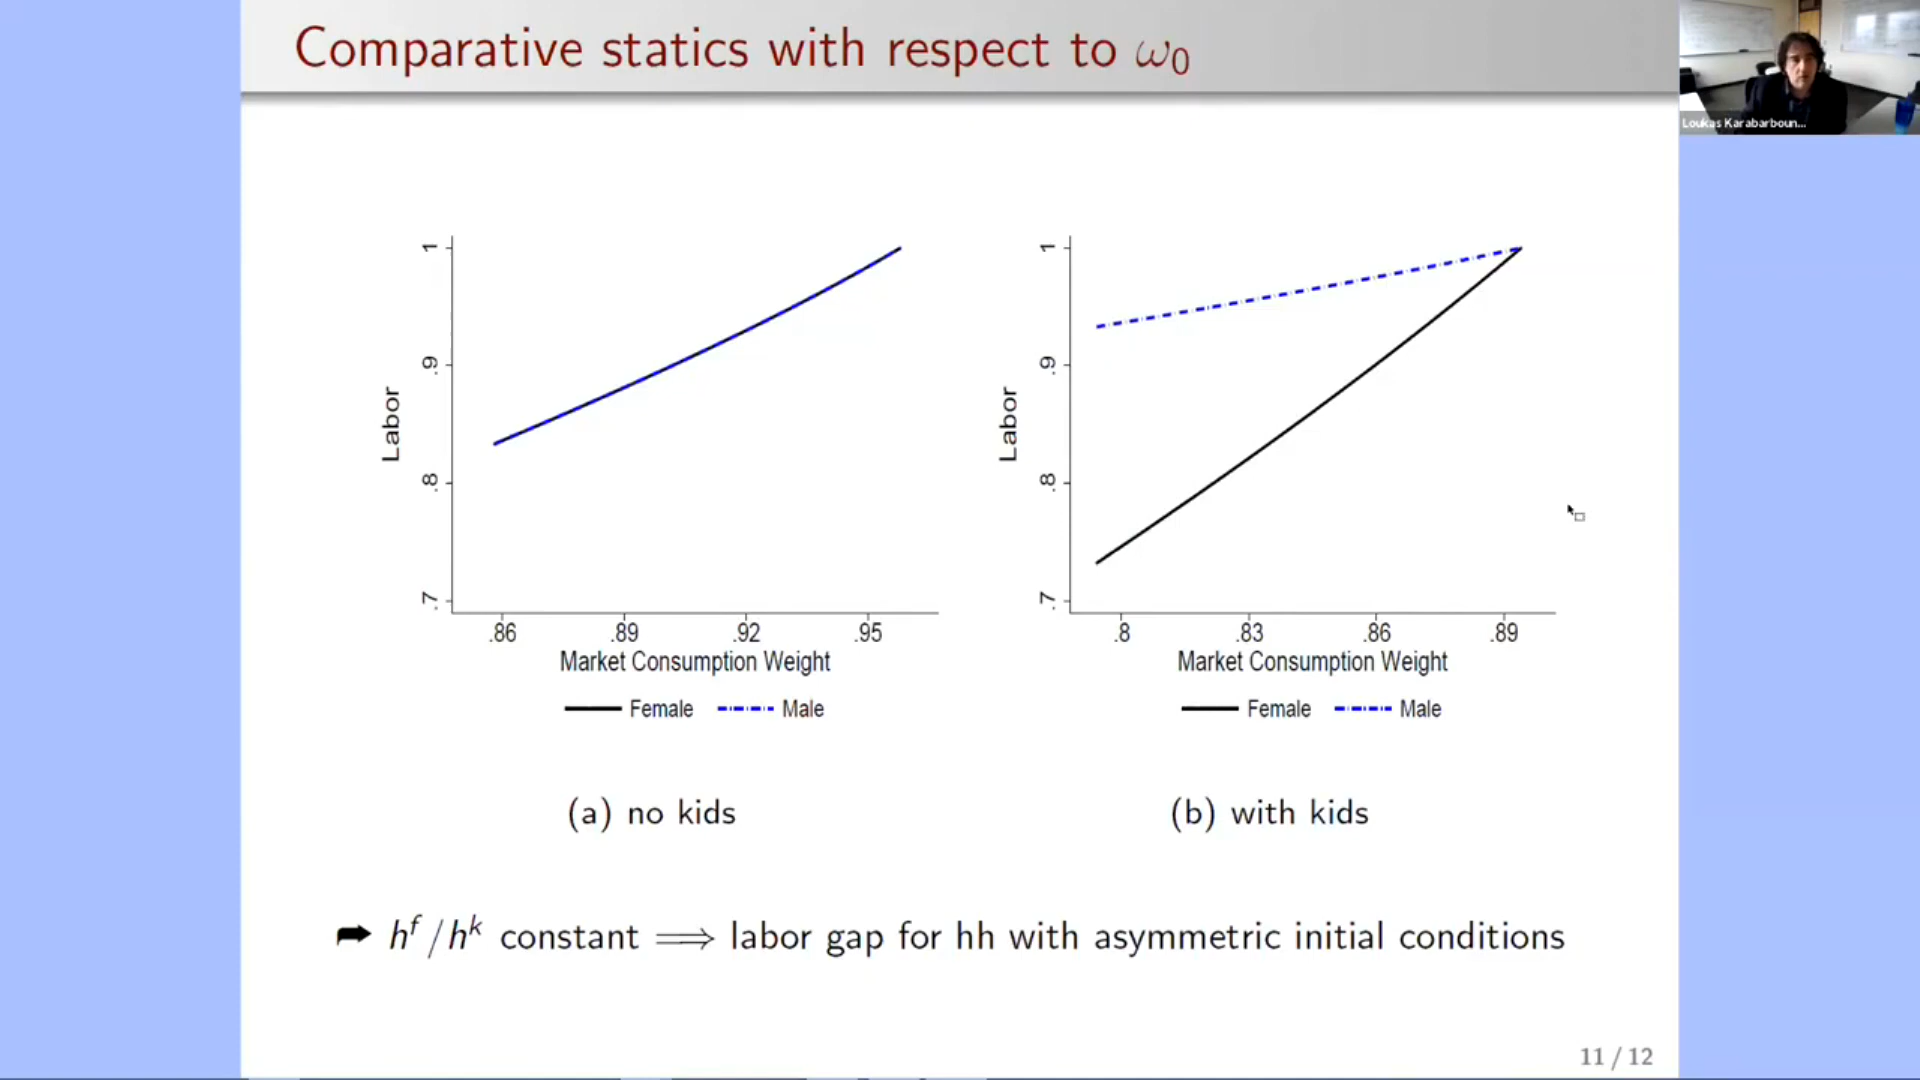 Comparative statics with respect to ω₀
Loukas Karabarboun...
1
.9
.8
.7
Labor
.86 .89 .92 .95
Market Consumption Weight
Female Male
(a) no kids
1
.9
.8
.7
Labor
.8 .83 .86 .89
Market Consumption Weight
Female Male
(b) with kids
➡ hᶠ/hᵏ constant ⟹ labor gap for hh with asymmetric initial conditions
11 / 12